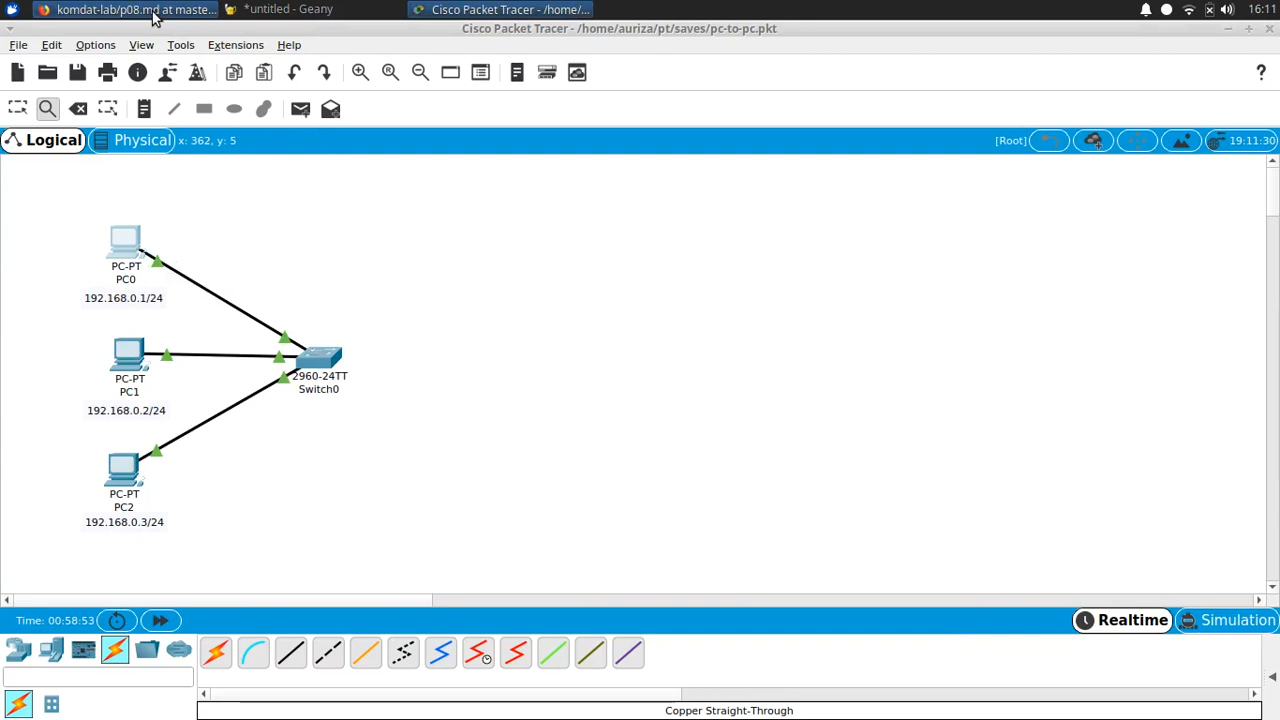 komdat-lab/p08.md at maste...
*untitled - Geany
Cisco Packet Tracer - /home/...
16:11
Cisco Packet Tracer - /home/auriza/pt/saves/pc-to-pc.pkt
File Edit Options View Tools Extensions Help
Logical Physical x: 362, y: 5
[Root] 19:11:30
PC-PT
PC0
192.168.0.1/24
PC-PT
PC1
192.168.0.2/24
2960-24TT
Switch0
PC-PT
PC2
192.168.0.3/24
Time: 00:58:53
Realtime Simulation
Copper Straight-Through